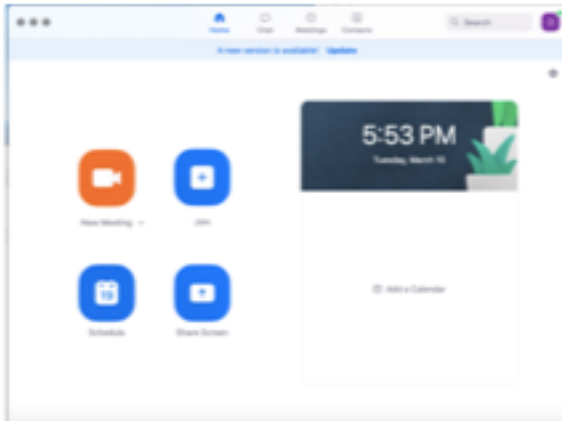 Home Chat Meetings Contacts Search
A new version is available! Update
5:53 PM
Tuesday, March 10
New Meeting Join
Add a Calendar
19
Schedule Share Screen